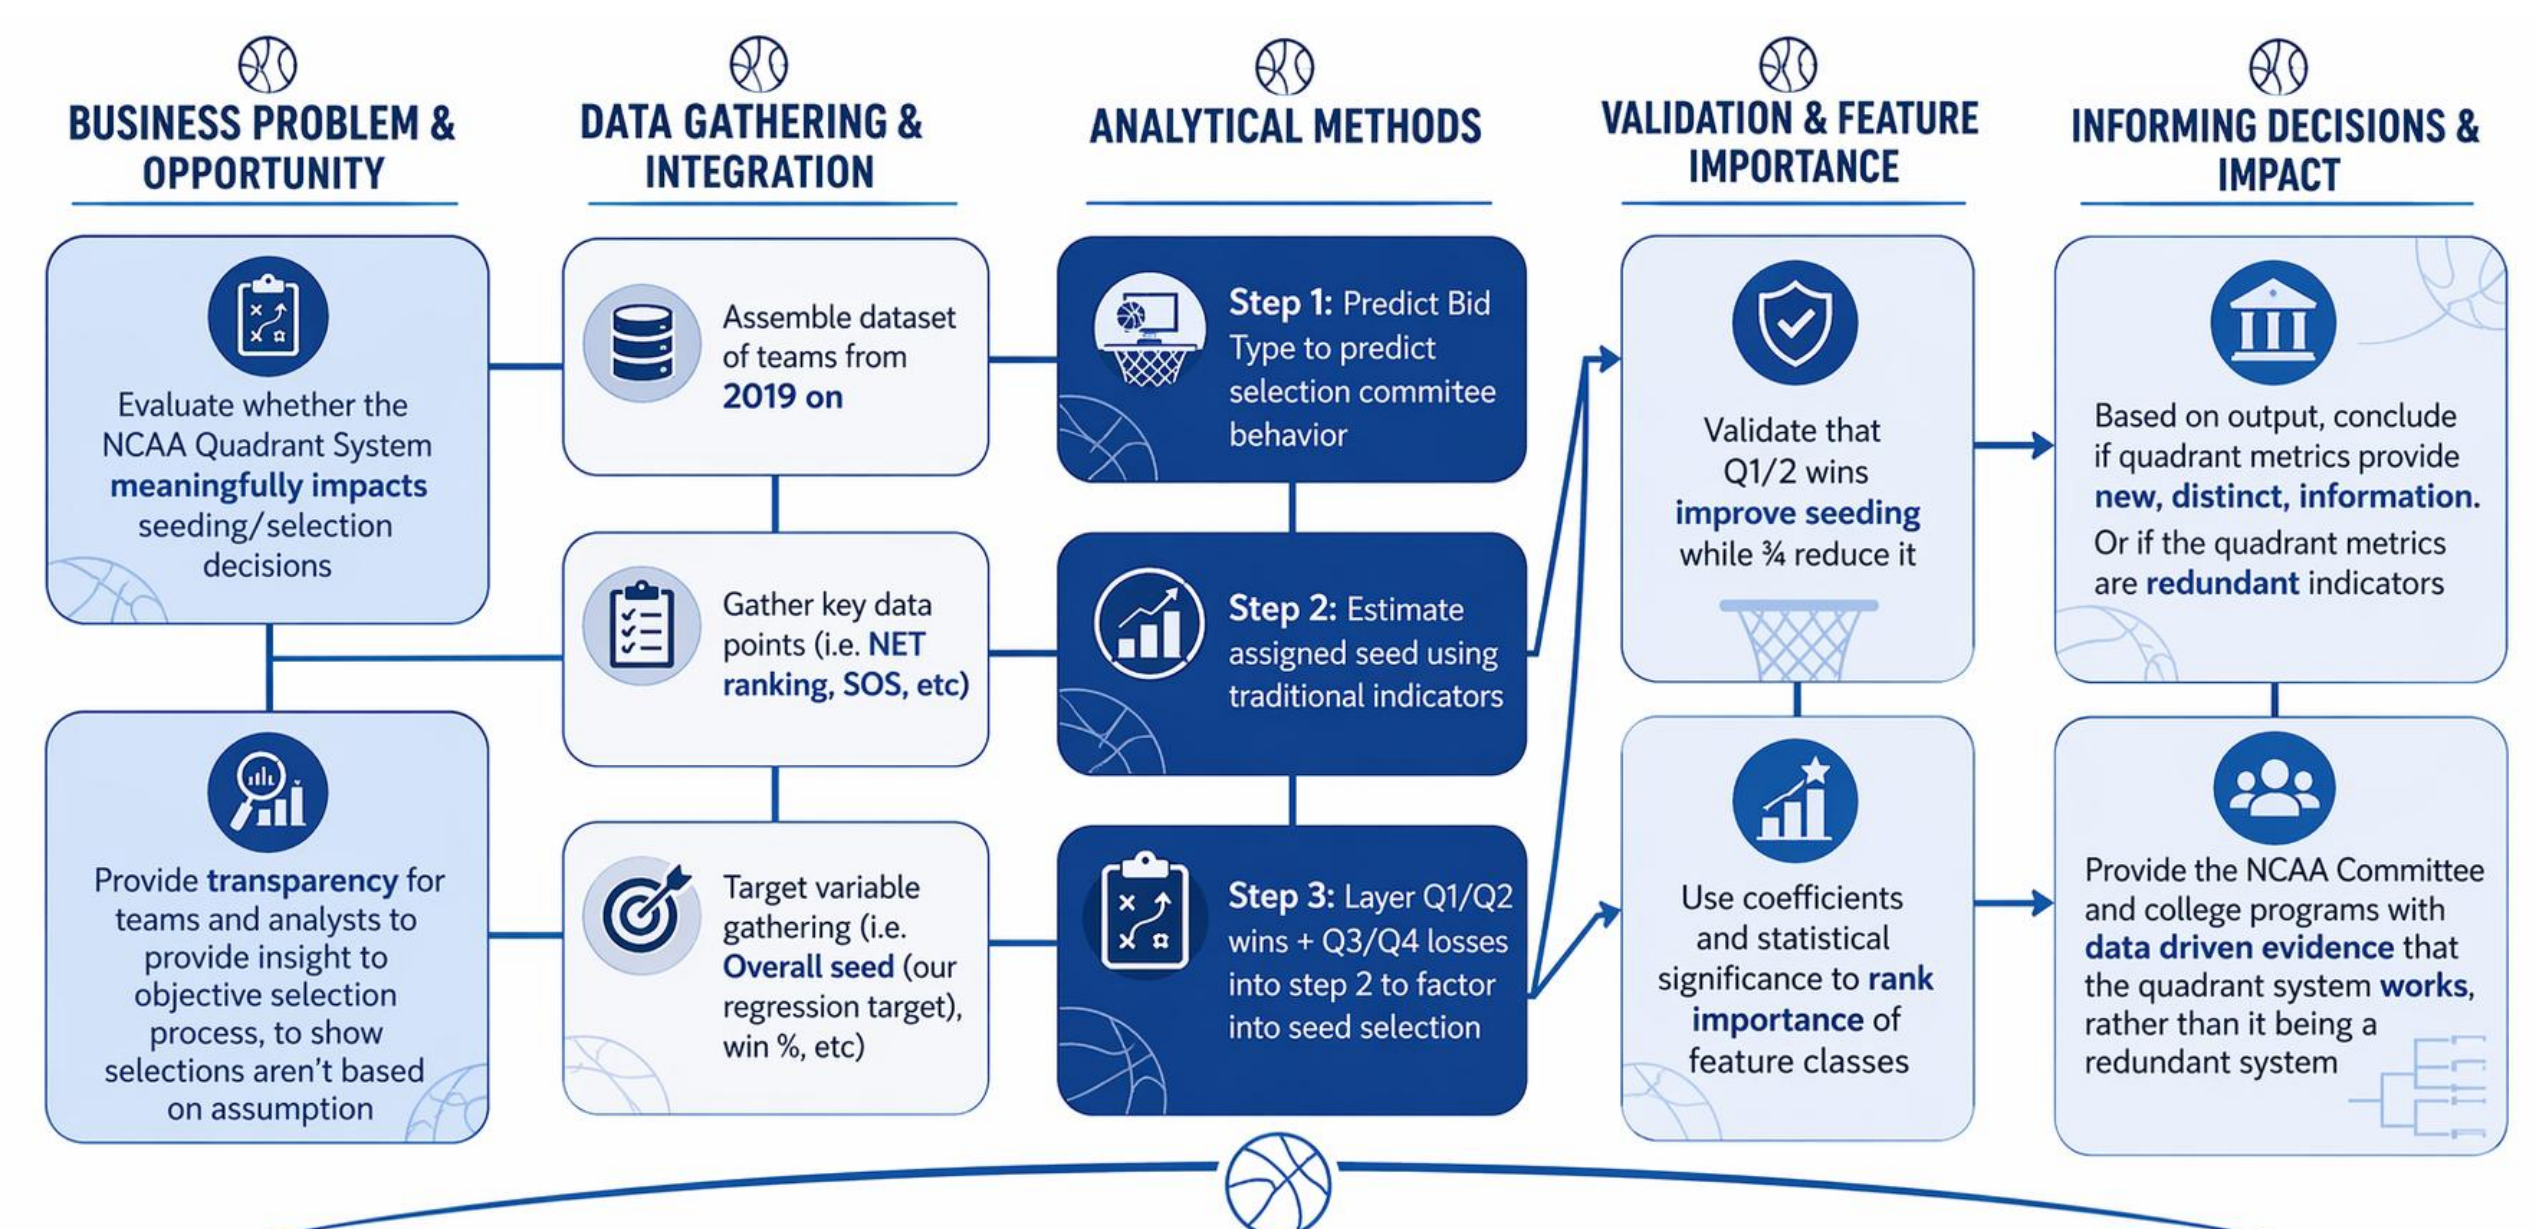 BUSINESS PROBLEM &
OPPORTUNITY
Evaluate whether the
NCAA Quadrant System
meaningfully impacts
seeding/selection
decisions
Provide transparency for
teams and analysts to
provide insight to
objective selection
process, to show
selections aren't based
on assumption
DATA GATHERING &
INTEGRATION
Assemble dataset
of teams from
2019 on
Gather key data
points (i.e. NET
ranking, SOS, etc)
Target variable
gathering (i.e.
Overall seed (our
regression target),
win %, etc)
ANALYTICAL METHODS
Step 1: Predict Bid
Type to predict
selection commitee
behavior
Step 2: Estimate
assigned seed using
traditional indicators
Step 3: Layer Q1/Q2
wins + Q3/Q4 losses
into step 2 to factor
into seed selection
VALIDATION & FEATURE
IMPORTANCE
Validate that
Q1/2 wins
improve seeding
while ¾ reduce it
Use coefficients
and statistical
significance to rank
importance of
feature classes
INFORMING DECISIONS &
IMPACT
Based on output, conclude
if quadrant metrics provide
new, distinct, information.
Or if the quadrant metrics
are redundant indicators
Provide the NCAA Committee
and college programs with
data driven evidence that
the quadrant system works,
rather than it being a
redundant system